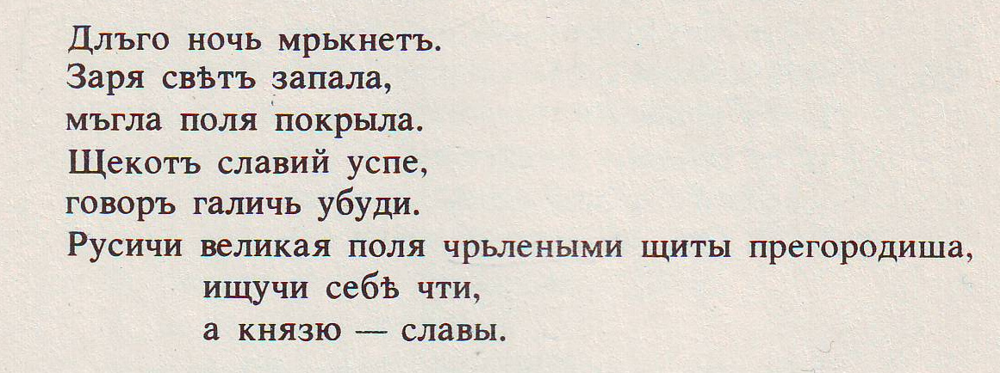 Длъго ночь мрькнетъ.
Заря свѣтъ запала,
мъгла поля покрыла.
Щекотъ славий успе,
говоръ галичь убуди.
Русичи великая поля чрьлеными щиты прегородиша,
ищучи себѣ чти,
а князю — славы.